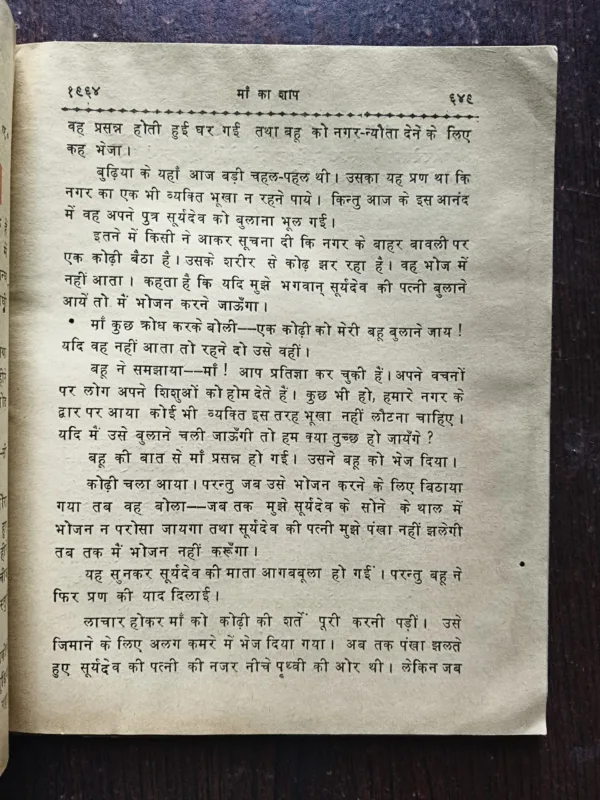 १९६४ माँ का शाप ६४९
वह प्रसन्न होती हुई घर गई तथा बहू को नगर-न्यौता देने के लिए
कह भेजा।
बुढ़िया के यहाँ आज बड़ी चहल-पहल थी। उसका यह प्रण था कि
नगर का एक भी व्यक्ति भूखा न रहने पाये। किन्तु आज के इस आनंद
में वह अपने पुत्र सूर्यदेव को बुलाना भूल गई।
इतने में किसी ने आकर सूचना दी कि नगर के बाहर बावली पर
एक कोढ़ी बैठा है। उसके शरीर से कोढ़ झर रहा है। वह भोज में
नहीं आता। कहता है कि यदि मुझे भगवान् सूर्यदेव की पत्नी बुलाने
आयें तो मैं भोजन करने जाऊँगा।
माँ कुछ क्रोध करके बोली—एक कोढ़ी को मेरी बहू बुलाने जाय!
यदि वह नहीं आता तो रहने दो उसे वहीं।
बहू ने समझाया—माँ! आप प्रतिज्ञा कर चुकी हैं। अपने वचनों
पर लोग अपने शिशुओं को होम देते हैं। कुछ भी हो, हमारे नगर के
द्वार पर आया कोई भी व्यक्ति इस तरह भूखा नहीं लौटना चाहिए।
यदि मैं उसे बुलाने चली जाऊँगी तो हम क्या तुच्छ हो जायँगे?
बहू की बात से माँ प्रसन्न हो गई। उसने बहू को भेज दिया।
कोढ़ी चला आया। परन्तु जब उसे भोजन करने के लिए बिठाया
गया तब वह बोला—जब तक मुझे सूर्यदेव के सोने के थाल में
भोजन न परोसा जायगा तथा सूर्यदेव की पत्नी मुझे पंखा नहीं झलेगी
तब तक मैं भोजन नहीं करूँगा।
यह सुनकर सूर्यदेव की माता आगबबूला हो गईं। परन्तु बहू ने
फिर प्रण की याद दिलाई।
लाचार होकर माँ को कोढ़ी की शर्तें पूरी करनी पड़ीं। उसे
जिमाने के लिए अलग कमरे में भेज दिया गया। अब तक पंखा झलते
हुए सूर्यदेव की पत्नी की नजर नीचे पृथ्वी की ओर थी। लेकिन जब